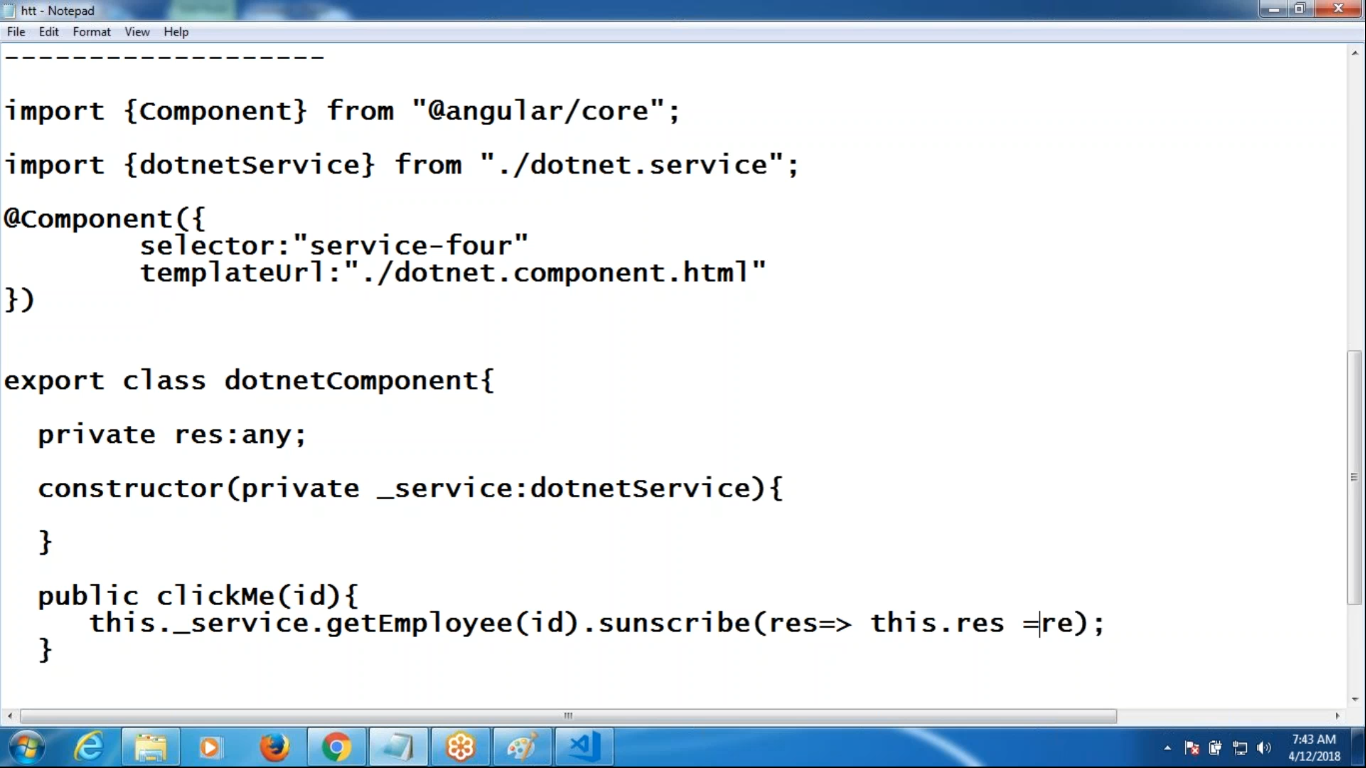 htt - Notepad
File Edit Format View Help
-------------------
import {Component} from "@angular/core";
import {dotnetService} from "./dotnet.service";
@Component({
selector:"service-four"
templateUrl:"./dotnet.component.html"
})
export class dotnetComponent{
private res:any;
constructor(private _service:dotnetService){
}
public clickMe(id){
this._service.getEmployee(id).sunscribe(res=> this.res =re);
}
7:43 AM
4/12/2018